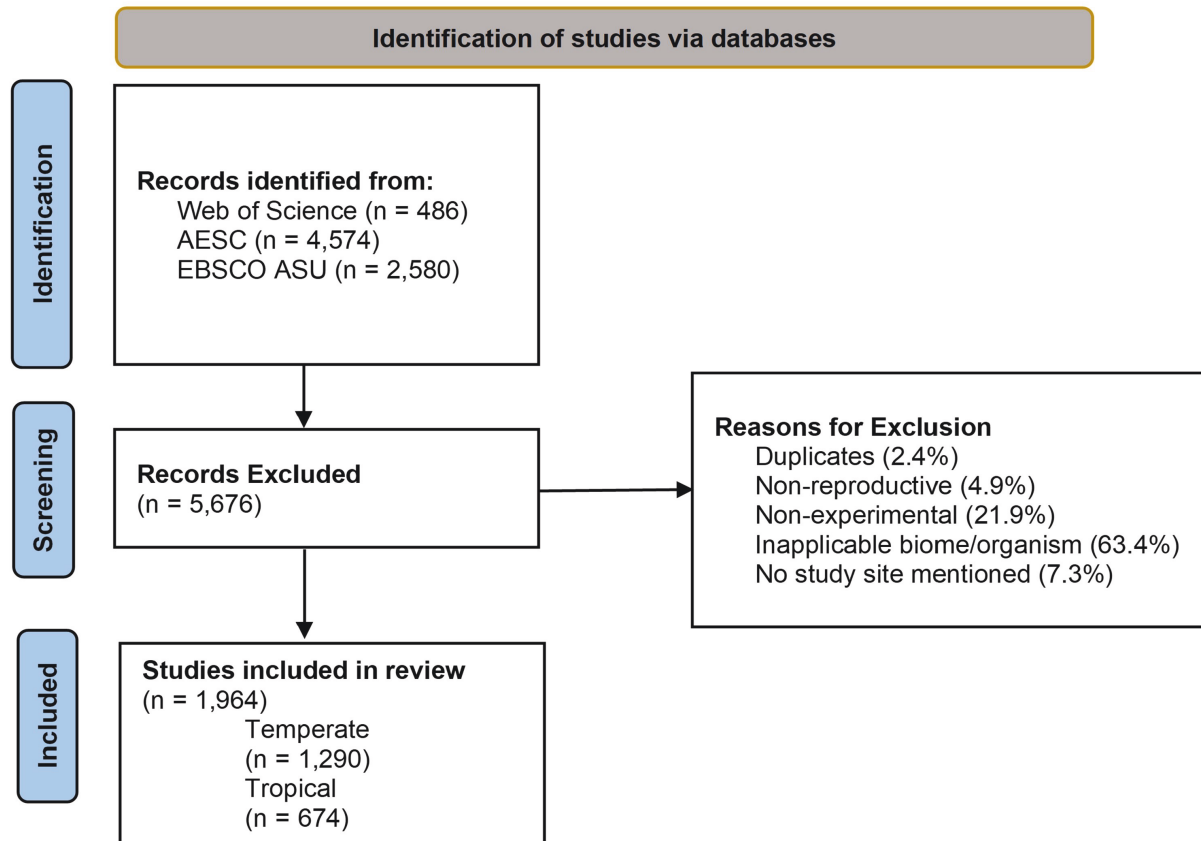 Identification of studies via databases
Identification
Records identified from:
Web of Science (n = 486)
AESC (n = 4,574)
EBSCO ASU (n = 2,580)
Screening
Records Excluded
(n = 5,676)
Reasons for Exclusion
Duplicates (2.4%)
Non-reproductive (4.9%)
Non-experimental (21.9%)
Inapplicable biome/organism (63.4%)
No study site mentioned (7.3%)
Included
Studies included in review
(n = 1,964)
Temperate
(n = 1,290)
Tropical
(n = 674)